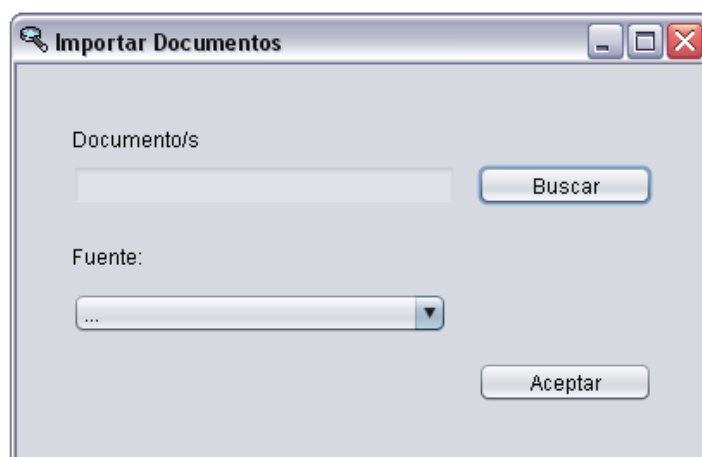 Importar Documentos
Documento/s
Buscar
Fuente:
...
Aceptar